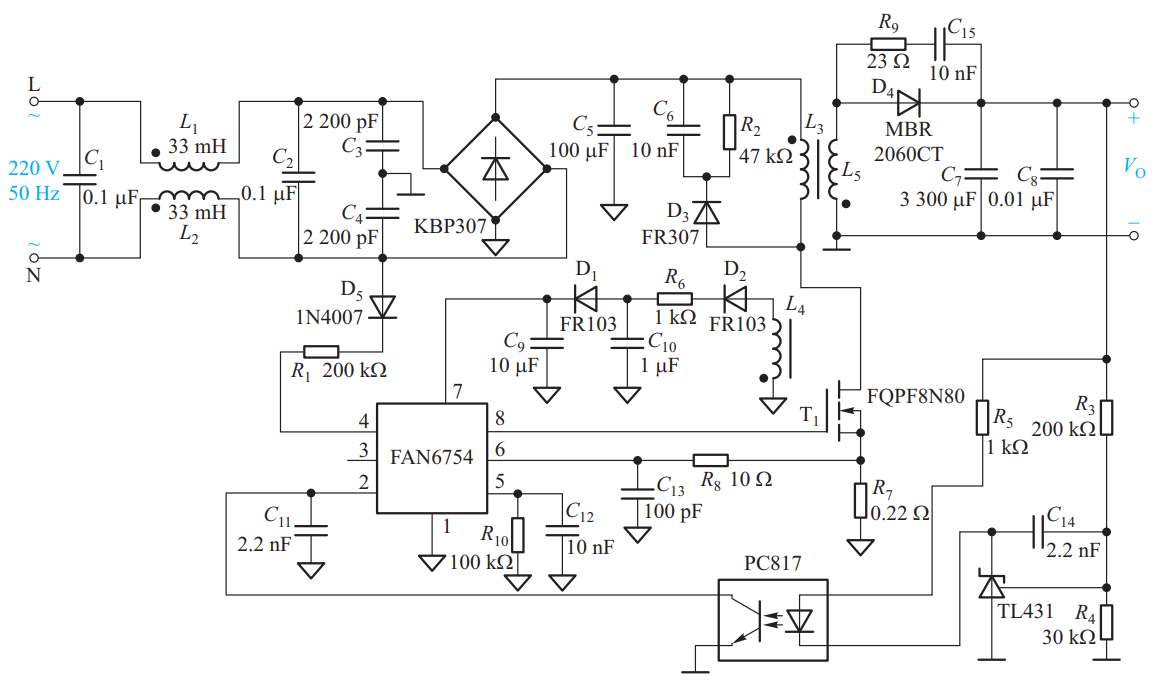 L
~
220 V
50 Hz
~
N
C1
0.1 μF
L1
33 mH
33 mH
L2
C2
0.1 μF
2 200 pF
C3
C4
2 200 pF
KBP307
C5
100 μF
C6
10 nF
R2
47 kΩ
D3
FR307
L3
L5
R9
23 Ω
C15
10 nF
D4
MBR
2060CT
C7
3 300 μF
C8
0.01 μF
+
VO
−
D5
1N4007
R1 200 kΩ
D1
FR103
R6
1 kΩ
D2
FR103
L4
C9
10 μF
C10
1 μF
7
4
3
2
FAN6754
8
6
5
1
T1
FQPF8N80
R8 10 Ω
C13
100 pF
R7
0.22 Ω
C11
2.2 nF
R10
100 kΩ
C12
10 nF
R5
1 kΩ
R3
200 kΩ
C14
2.2 nF
PC817
TL431
R4
30 kΩ